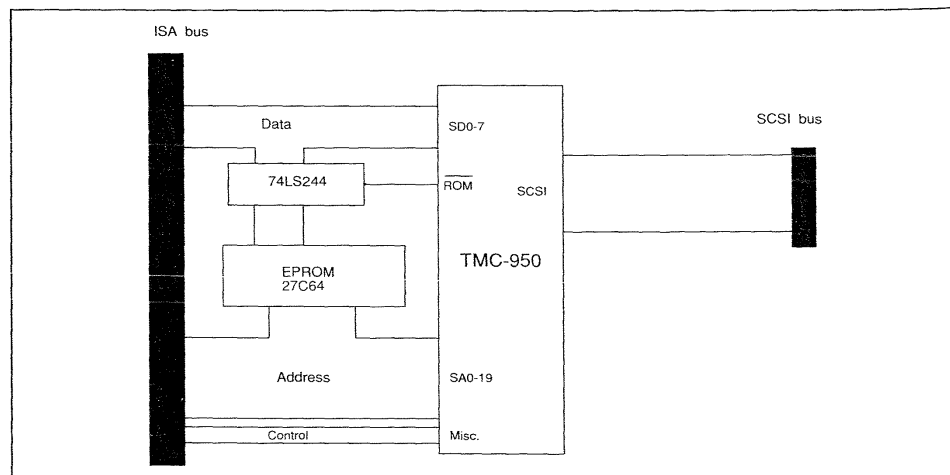 ISA bus
SCSI bus
Data
SD0-7
74LS244
ROM
SCSI
TMC-950
EPROM
27C64
Address
SA0-19
Control
Misc.